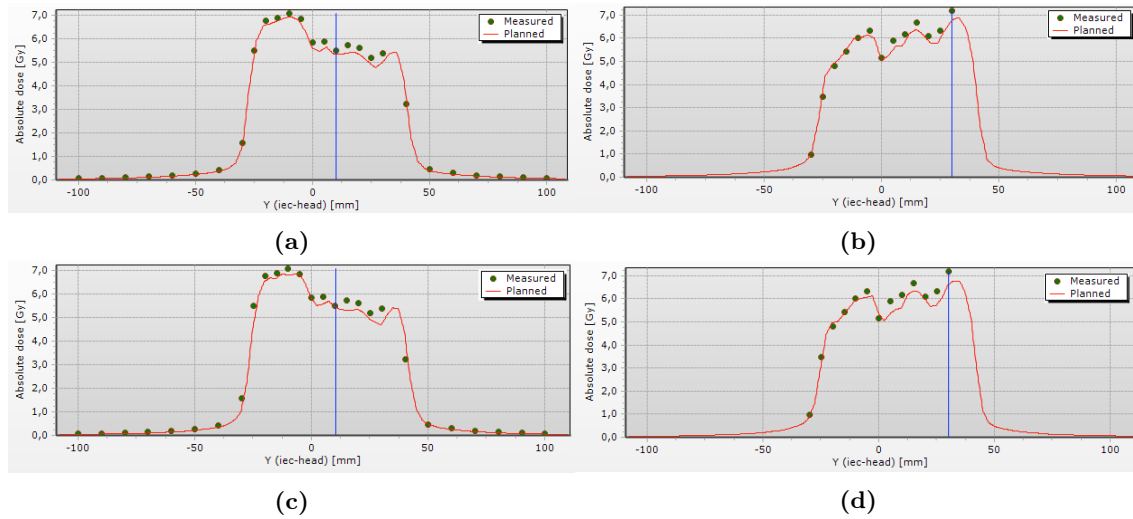 7,0
6,0
5,0
4,0
3,0
2,0
1,0
0,0
Absolute dose [Gy]
Measured
Planned
-100 -50 0 50 100
Y (iec-head) [mm]
(a)
7,0
6,0
5,0
4,0
3,0
2,0
1,0
0,0
Absolute dose [Gy]
Measured
Planned
-100 -50 0 50 100
Y (iec-head) [mm]
(b)
7,0
6,0
5,0
4,0
3,0
2,0
1,0
0,0
Absolute dose [Gy]
Measured
Planned
-100 -50 0 50 100
Y (iec-head) [mm]
(c)
7,0
6,0
5,0
4,0
3,0
2,0
1,0
0,0
Absolute dose [Gy]
Measured
Planned
-100 -50 0 50 100
Y (iec-head) [mm]
(d)